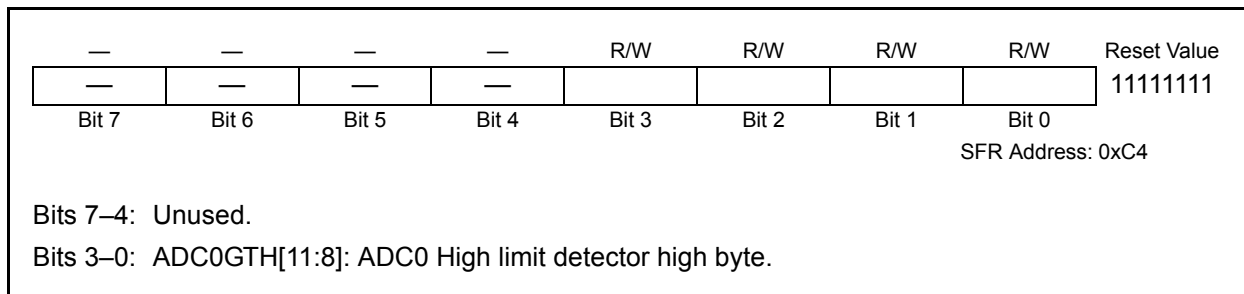 — — — — R/W R/W R/W R/W Reset Value
— — — — 11111111
Bit 7 Bit 6 Bit 5 Bit 4 Bit 3 Bit 2 Bit 1 Bit 0
SFR Address: 0xC4
Bits 7–4: Unused.
Bits 3–0: ADC0GTH[11:8]: ADC0 High limit detector high byte.